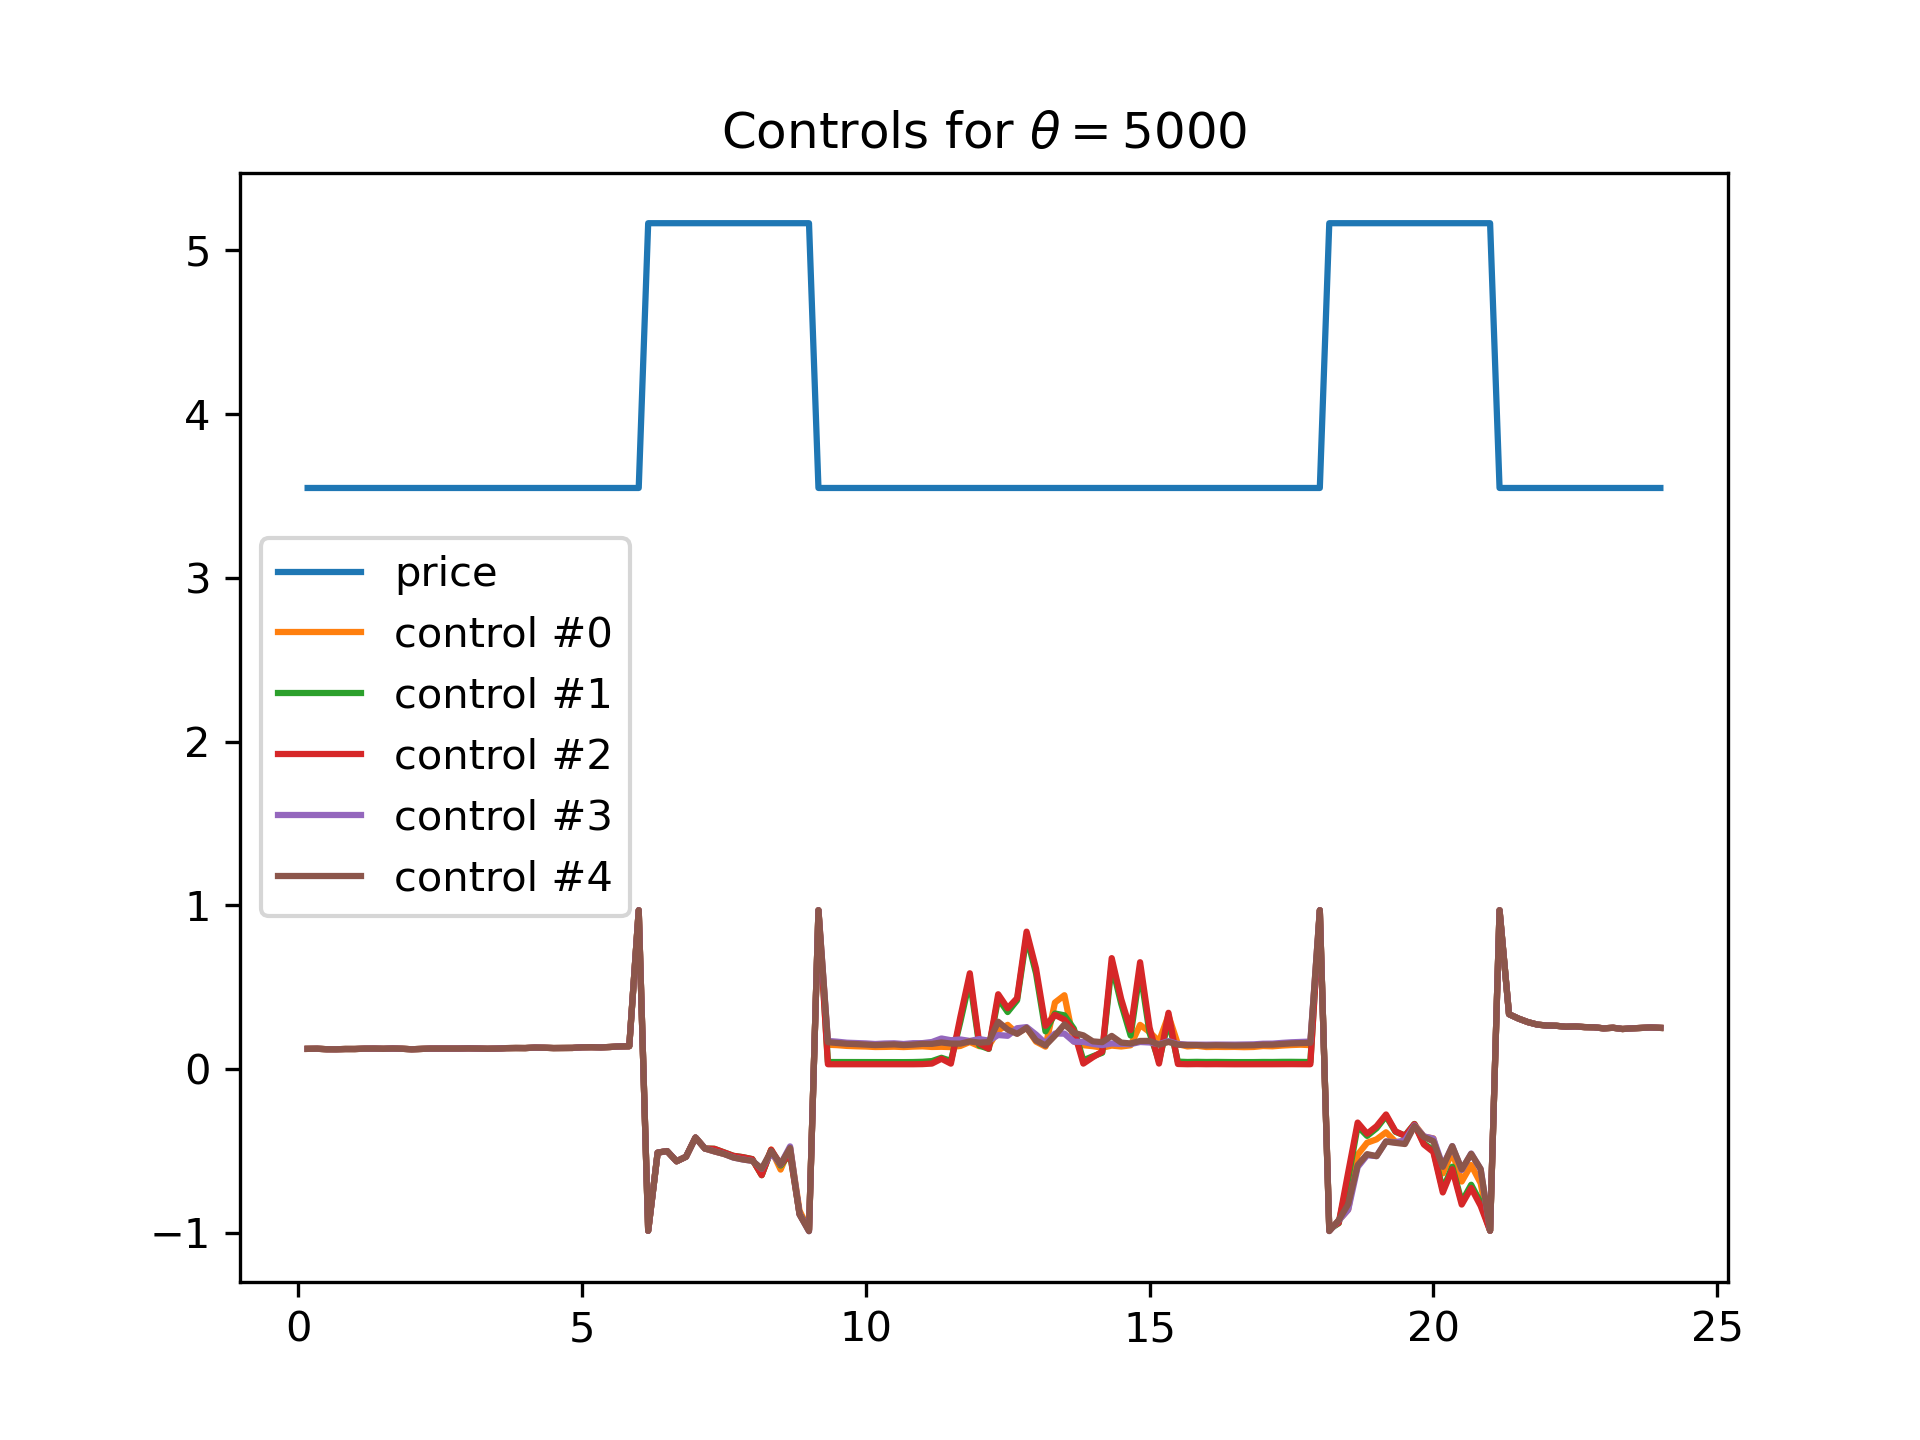 Controls for θ = 5000
5
4
3
2
1
0
−1
price
control #0
control #1
control #2
control #3
control #4
0 5 10 15 20 25